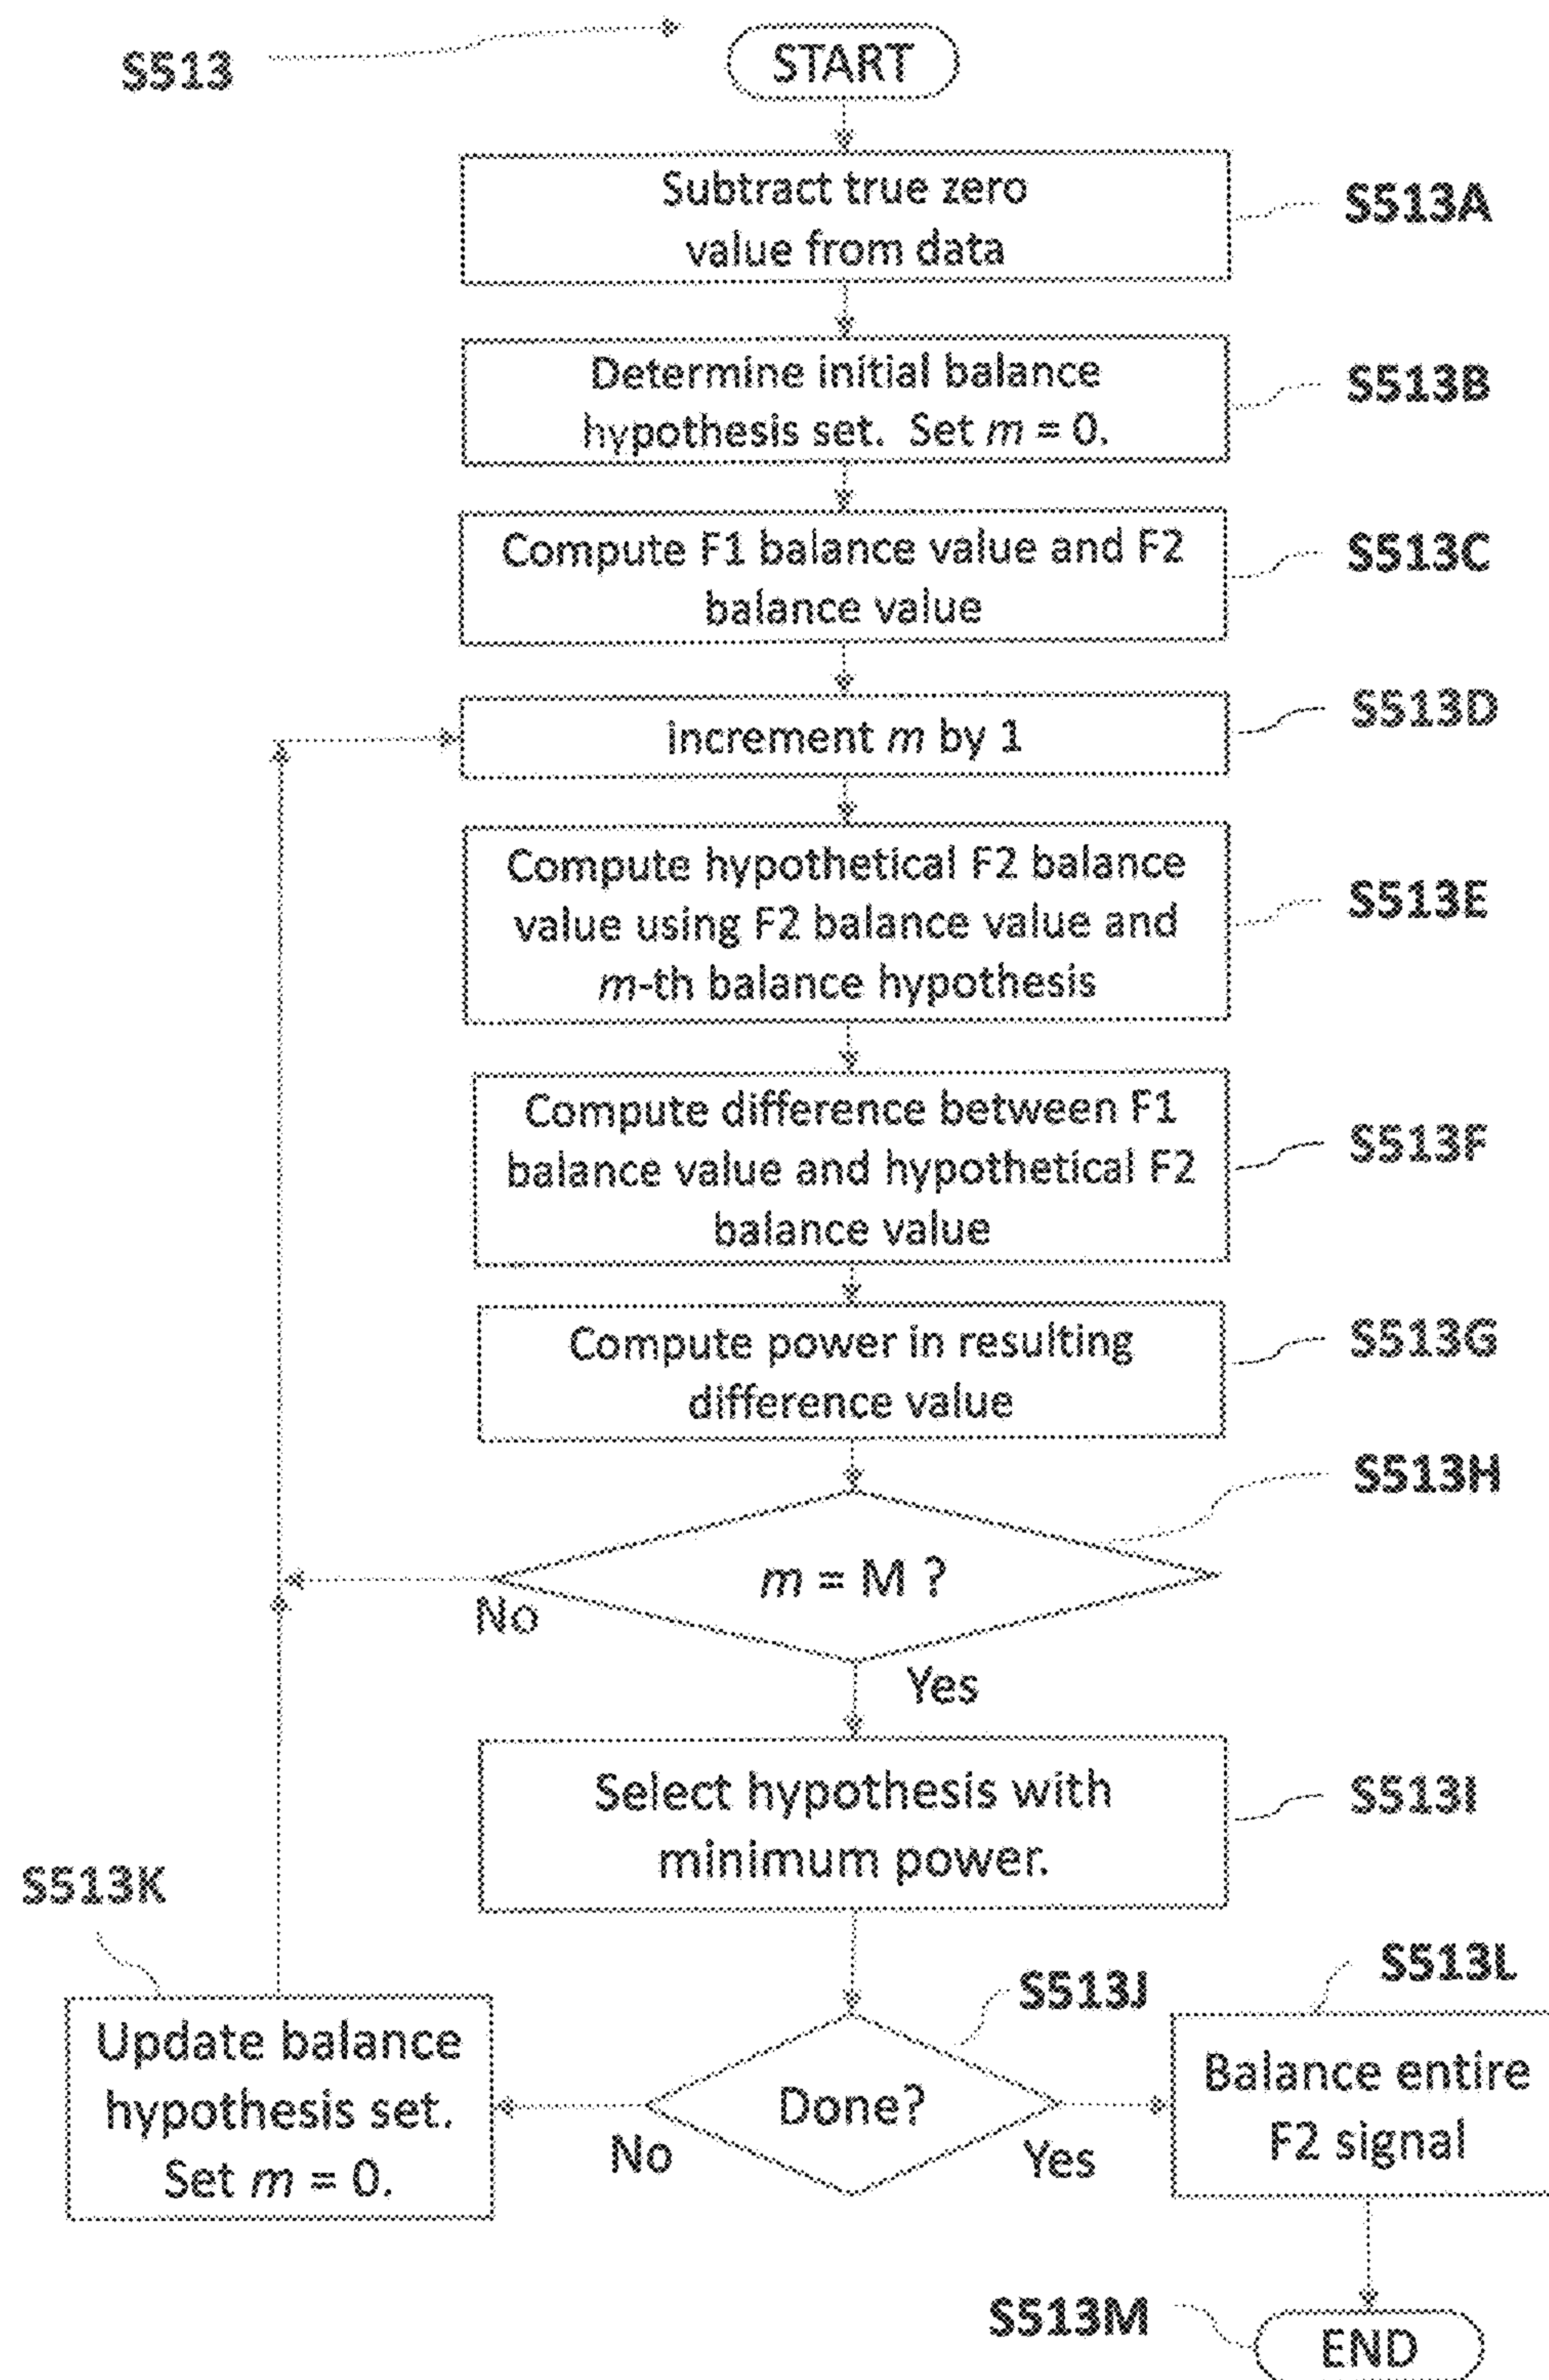 S513
START
Subtract true zero
value from data
S513A
Determine initial balance
hypothesis set. Set m = 0.
S513B
Compute F1 balance value and F2
balance value
S513C
increment m by 1
S513D
Compute hypothetical F2 balance
value using F2 balance value and
m-th balance hypothesis
S513E
Compute difference between F1
balance value and hypothetical F2
balance value
S513F
Compute power in resulting
difference value
S513G
S513H
m = M ?
No
Yes
Select hypothesis with
minimum power.
S513I
S513K
Update balance
hypothesis set.
Set m = 0.
S513J
Done?
No
Yes
S513L
Balance entire
F2 signal
S513M
END